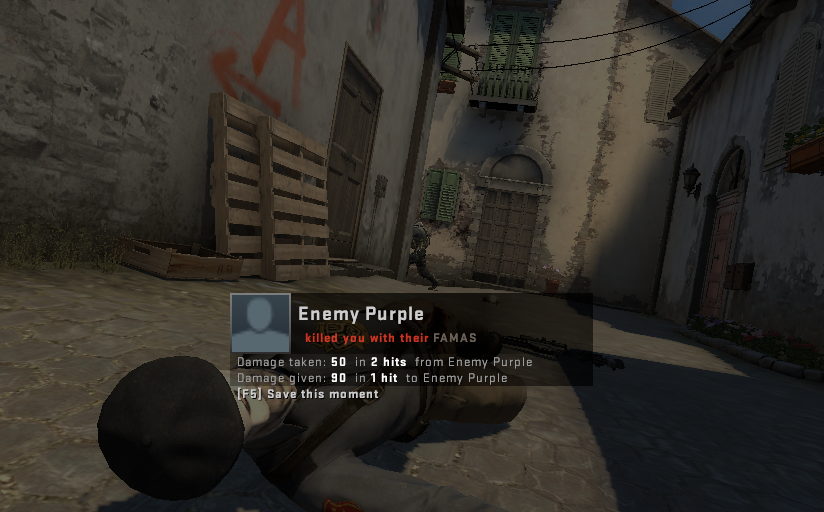 A
Enemy Purple
killed you with their FAMAS
Damage taken: 50 in 2 hits from Enemy Purple
Damage given: 90 in 1 hit to Enemy Purple
[F5] Save this moment